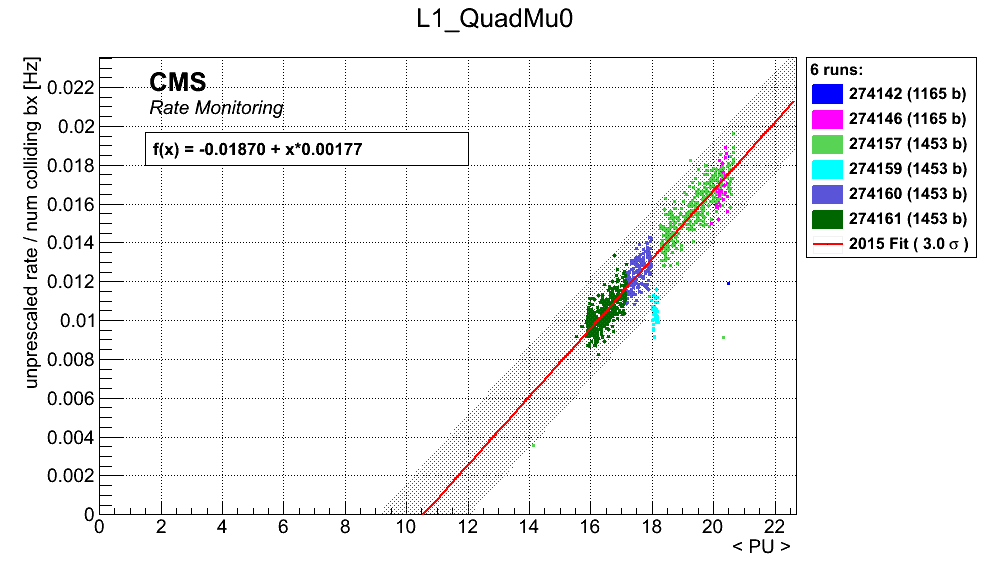 L1_QuadMu0
unprescaled rate / num colliding bx [Hz]
0.022
0.02
0.018
0.016
0.014
0.012
0.01
0.008
0.006
0.004
0.002
0
CMS
Rate Monitoring
f(x) = -0.01870 + x*0.00177
0 2 4 6 8 10 12 14 16 18 20 22
< PU >
6 runs:
274142 (1165 b)
274146 (1165 b)
274157 (1453 b)
274159 (1453 b)
274160 (1453 b)
274161 (1453 b)
2015 Fit ( 3.0 σ )